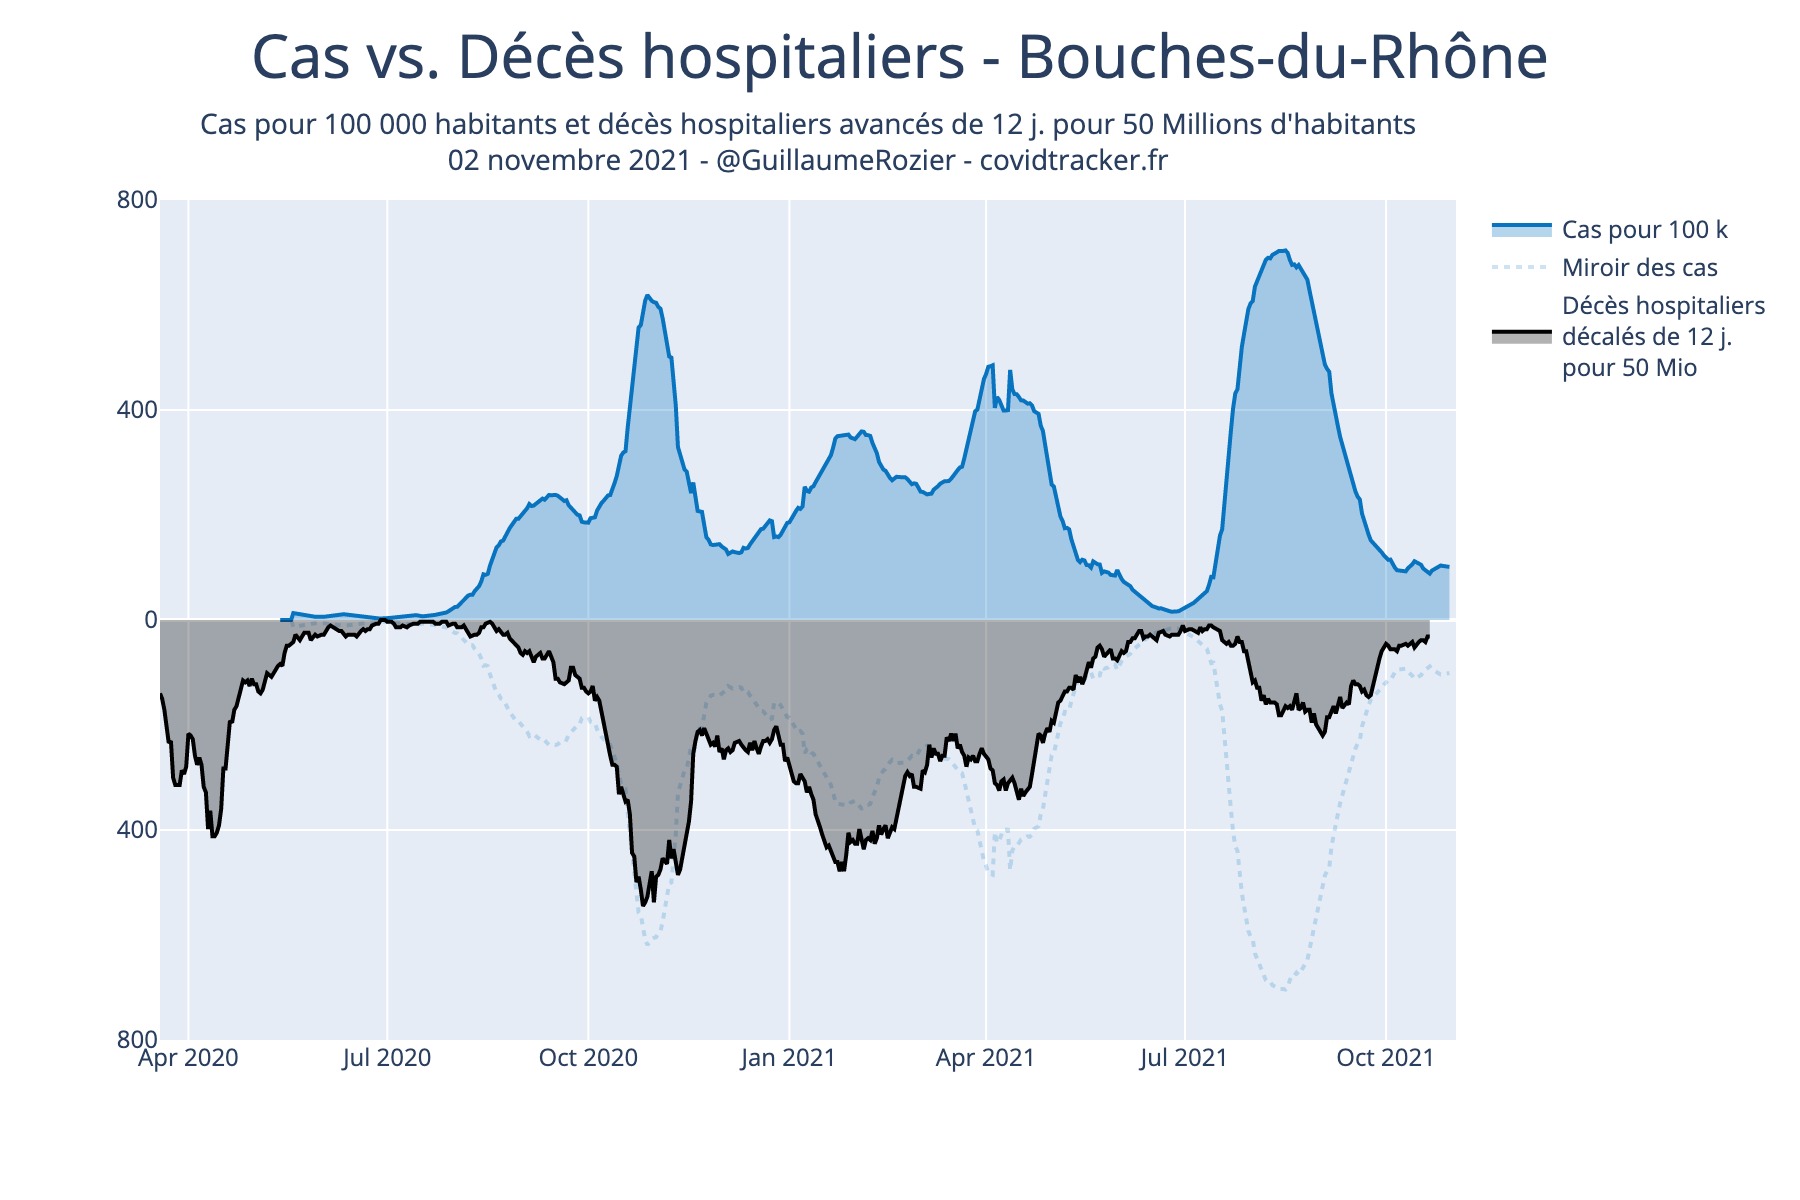 Cas vs. Décès hospitaliers - Bouches-du-Rhône
Cas pour 100 000 habitants et décès hospitaliers avancés de 12 j. pour 50 Millions d'habitants
02 novembre 2021 - @GuillaumeRozier - covidtracker.fr
800
400
0
400
800
Apr 2020
Jul 2020
Oct 2020
Jan 2021
Apr 2021
Jul 2021
Oct 2021
Cas pour 100 k
Miroir des cas
Décès hospitaliers
décalés de 12 j.
pour 50 Mio